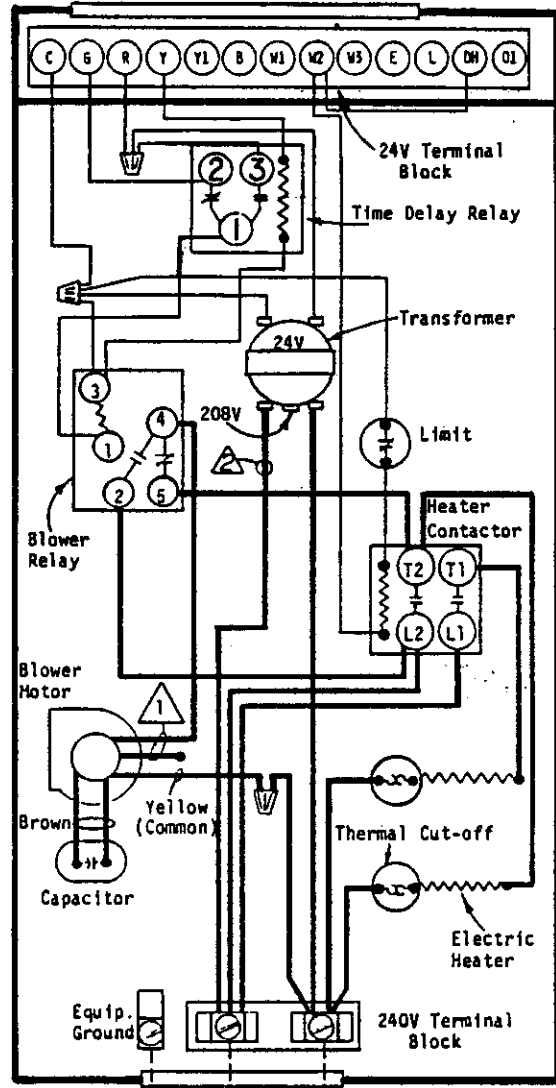 C G R Y Y1 B W1 W2 W3 E L DH O1
24V Terminal
Block
2 3
1
Time Delay Relay
Transformer
24V
208V
2
3
1
4
2
5
Limit
Heater
Contactor
T2 T1
L2 L1
Blower
Relay
Blower
Motor
1
Yellow
(Common)
Brown
Capacitor
Thermal Cut-off
Electric
Heater
Equip.
Ground
240V Terminal
Block